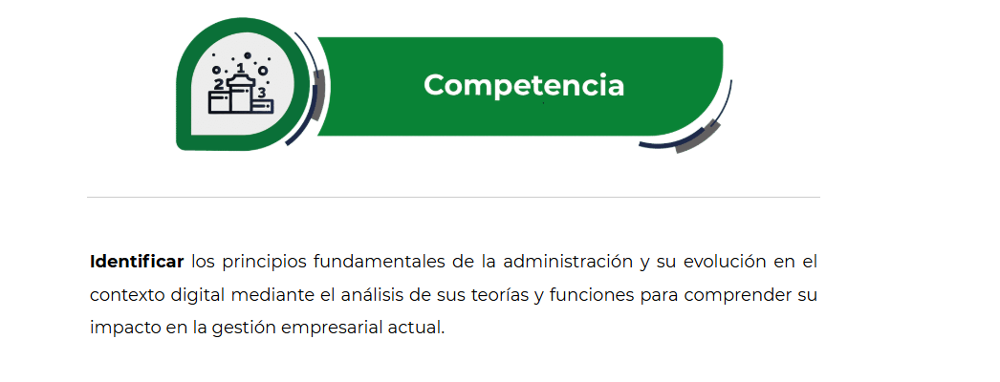 1
2
3
Competencia
Identificar los principios fundamentales de la administración y su evolución en el
contexto digital mediante el análisis de sus teorías y funciones para comprender su
impacto en la gestión empresarial actual.